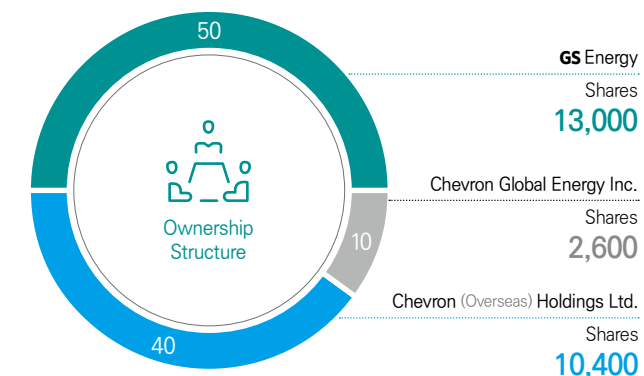 50
GS Energy
Shares
13,000
Chevron Global Energy Inc.
Shares
2,600
Ownership
Structure
10
Chevron (Overseas) Holdings Ltd.
Shares
10,400
40